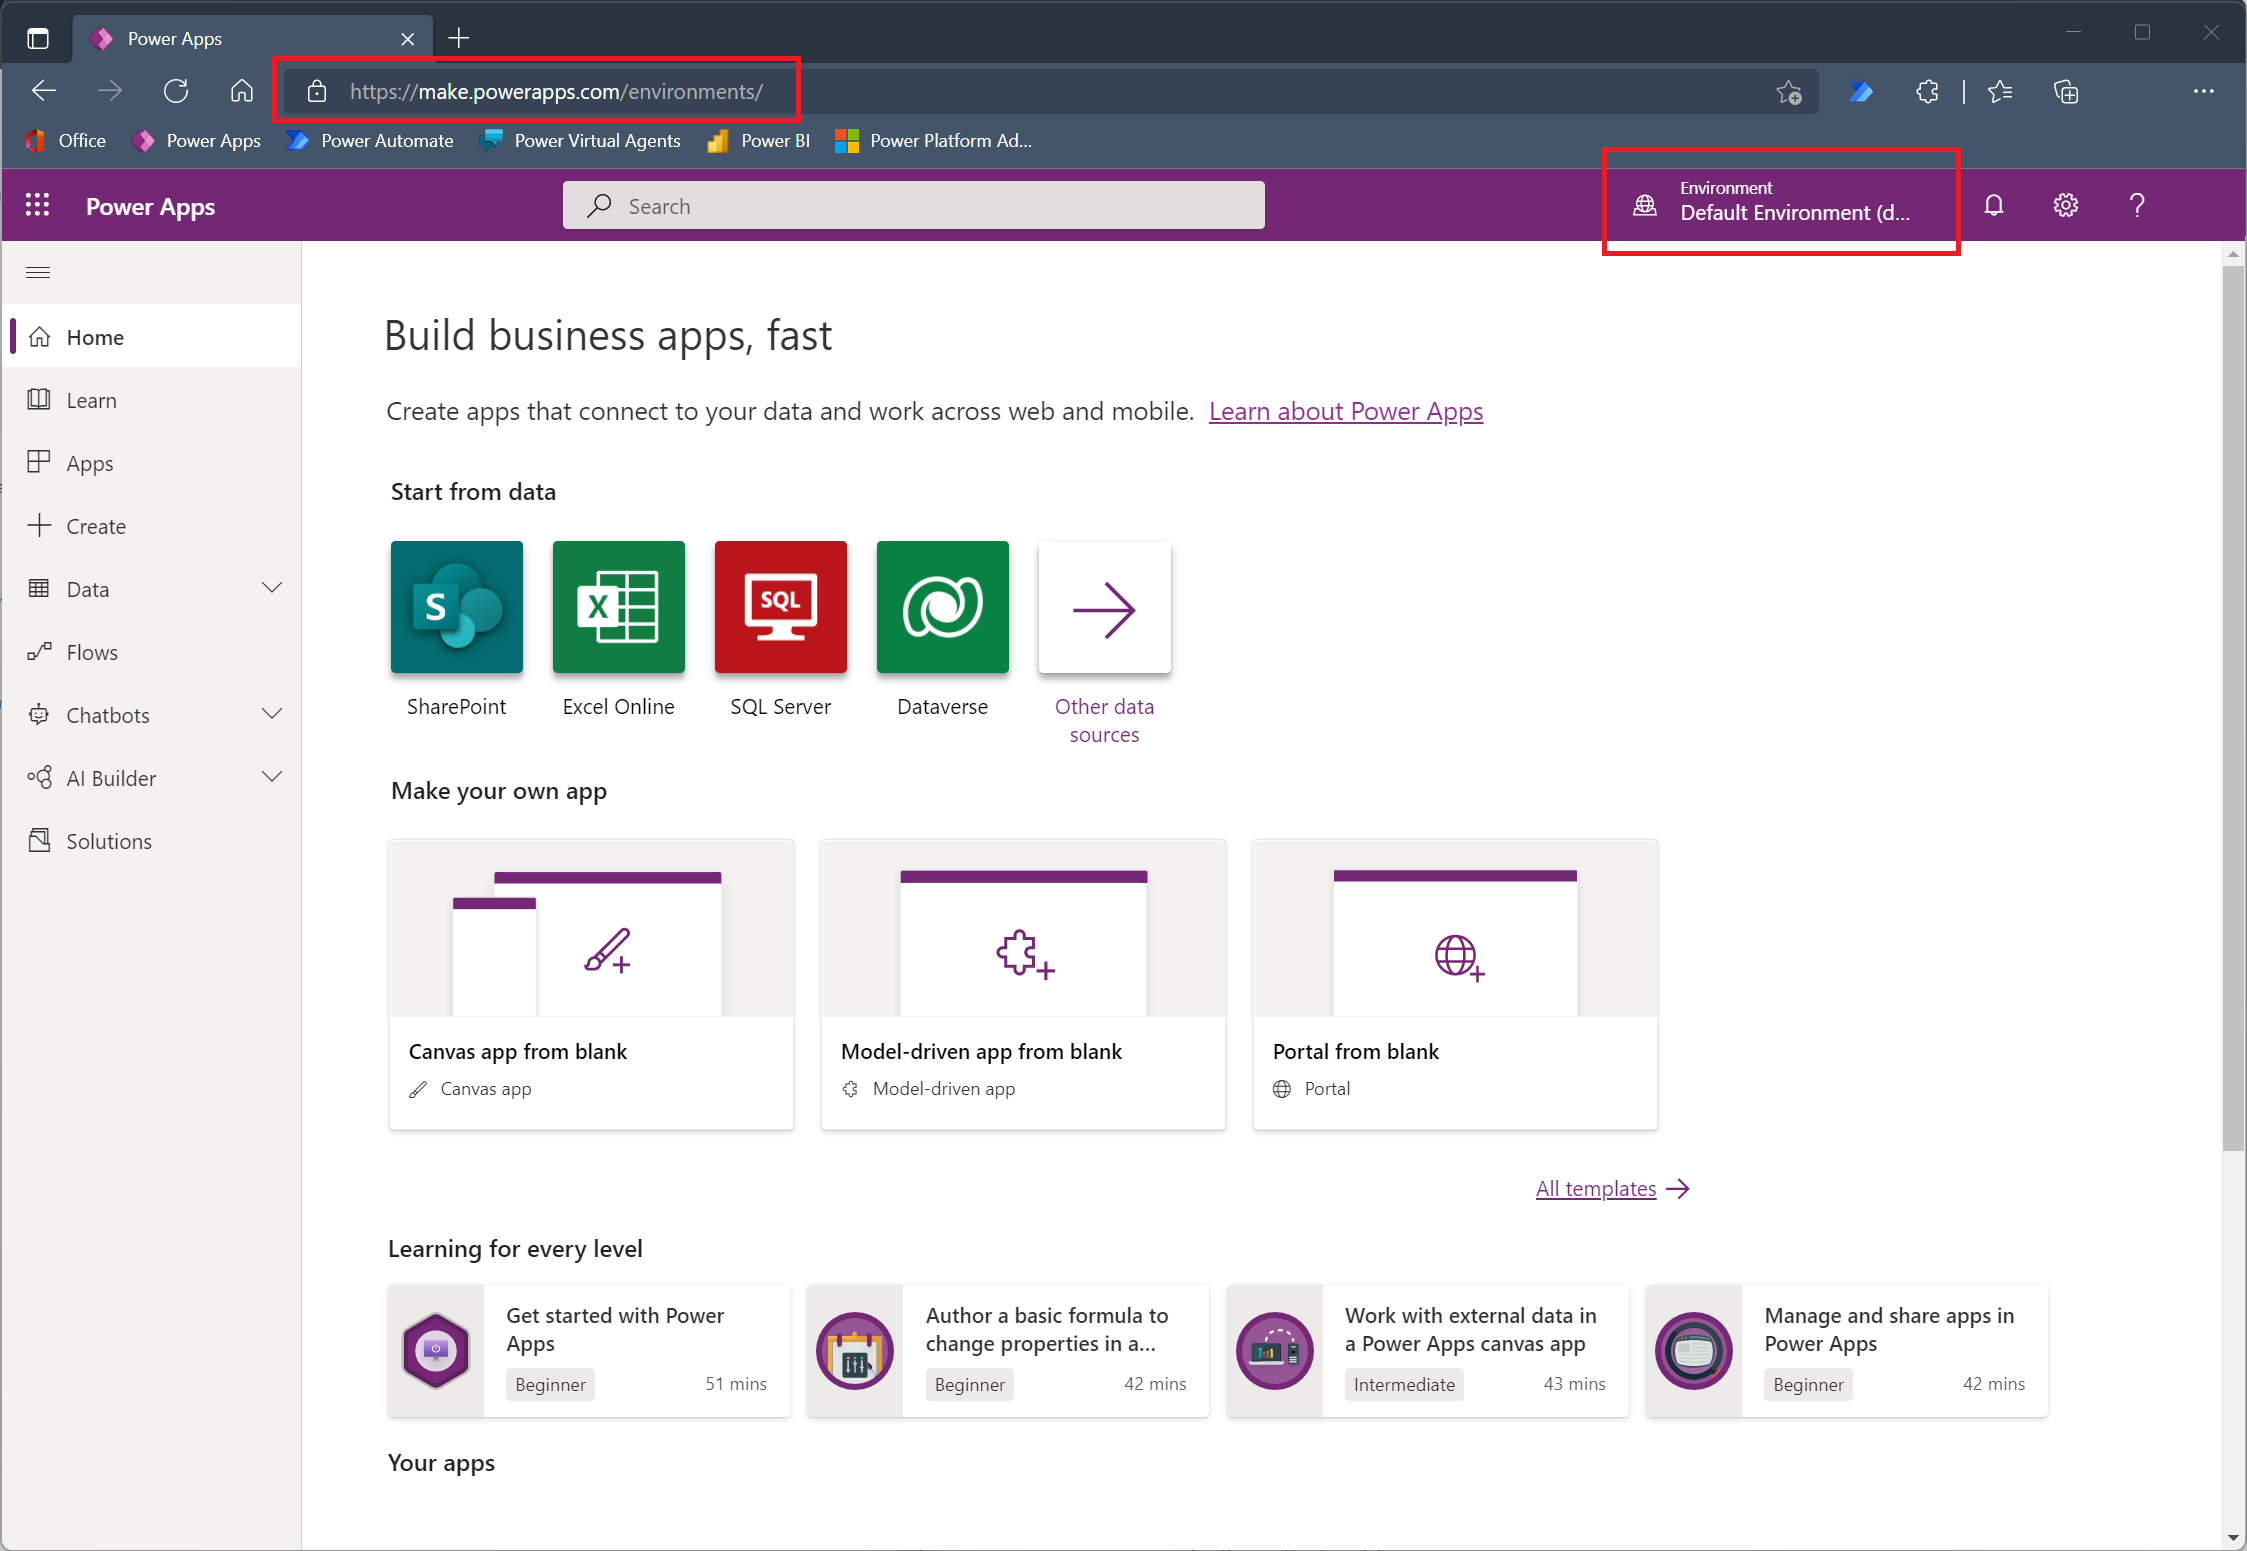 Power Apps
https://make.powerapps.com/environments/
Office
Power Apps
Power Automate
Power Virtual Agents
Power BI
Power Platform Ad...
Power Apps
Search
Environment
Default Environment (d...
Home
Learn
Apps
Create
Data
Flows
Chatbots
AI Builder
Solutions
Build business apps, fast
Create apps that connect to your data and work across web and mobile. Learn about Power Apps
Start from data
S
X
SQL
SharePoint
Excel Online
SQL Server
Dataverse
Other data
sources
Make your own app
Canvas app from blank
Canvas app
Model-driven app from blank
Model-driven app
Portal from blank
Portal
All templates
Learning for every level
Get started with Power
Apps
Beginner
51 mins
Author a basic formula to
change properties in a...
Beginner
42 mins
Work with external data in
a Power Apps canvas app
Intermediate
43 mins
Manage and share apps in
Power Apps
Beginner
42 mins
Your apps